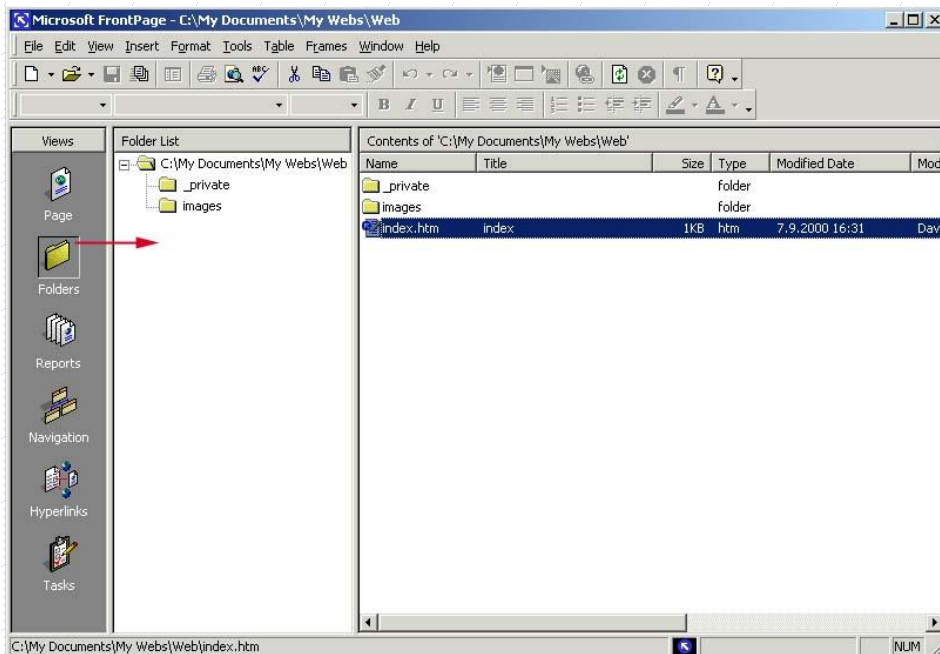 Microsoft FrontPage - C:\My Documents\My Webs\Web
File Edit View Insert Format Tools Table Frames Window Help
B I U A
Views
Page
Folders
Reports
Navigation
Hyperlinks
Tasks
Folder List
C:\My Documents\My Webs\Web
_private
images
Contents of 'C:\My Documents\My Webs\Web'
Name Title Size Type Modified Date Mod
_private folder
images folder
index.htm index 1KB htm 7.9.2000 16:31 Dav
C:\My Documents\My Webs\Web\index.htm NUM